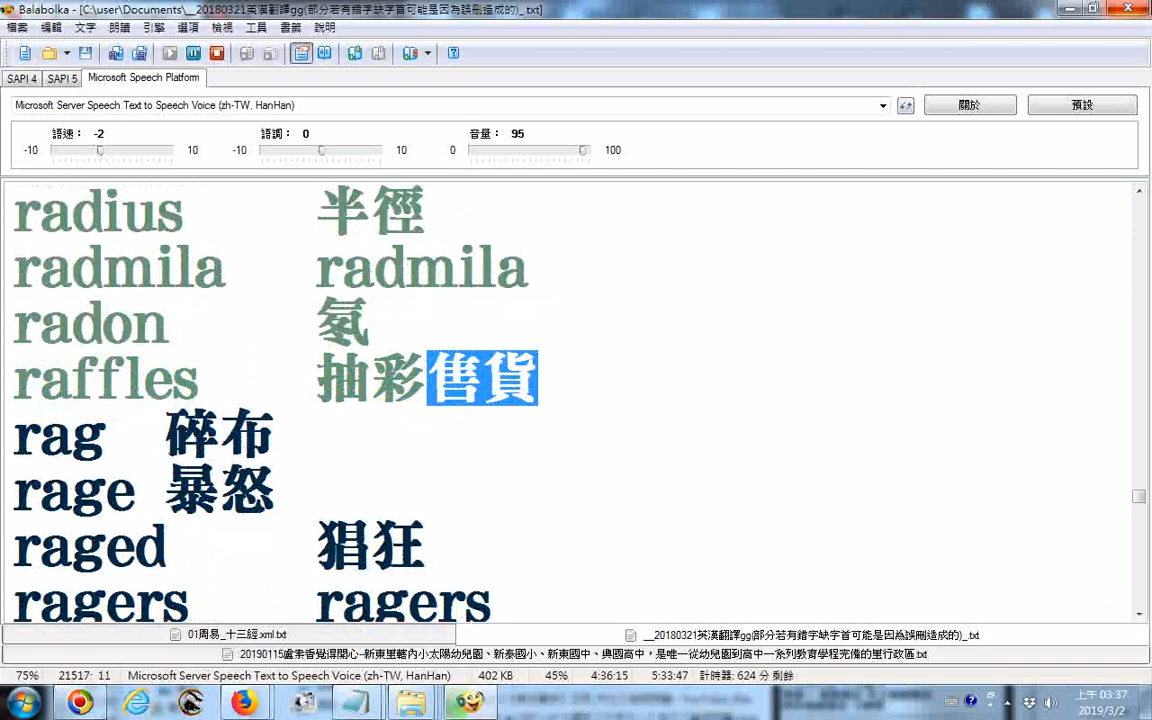 Balabolka - [C:\user\Documents\__20180321英漢翻譯gg(部分若有錯字缺字首可能是因為誤刪造成的)_.txt]
檔案 編輯 文字 朗讀 引擎 選項 檢視 工具 書籤 說明
SAPI 4 SAPI 5 Microsoft Speech Platform
Microsoft Server Speech Text to Speech Voice (zh-TW, HanHan) 關於 預設
語速： -2 語調： 0 音量： 95
-10 10 -10 10 0 100
radius 半徑
radmila radmila
radon 氡
raffles 抽彩售貨
rag 碎布
rage 暴怒
raged 猖狂
ragers ragers
01周易_十三經.xml.txt __20180321英漢翻譯gg(部分若有錯字缺字首可能是因為誤刪造成的)_.txt
20190115盧素香覺得開心-新東里轄內小太陽幼兒園、新泰國小、新東國中、興國高中，是唯一從幼兒園到高中一系列教育學程完備的里行政區.txt
75% 21517: 11 Microsoft Server Speech Text to Speech Voice (zh-TW, HanHan) 402 KB 45% 4:36:15 5:33:47 計時器: 624 分 剩餘
上午 03:37
2019/3/2